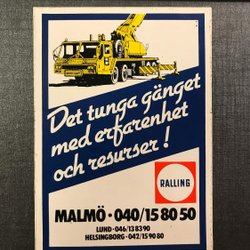 Det tunga gänget
med erfarenhet
och resurser!
RALLING
MALMÖ · 040/15 80 50
LUND · 046/13 83 90
HELSINGBORG · 042/15 90 80